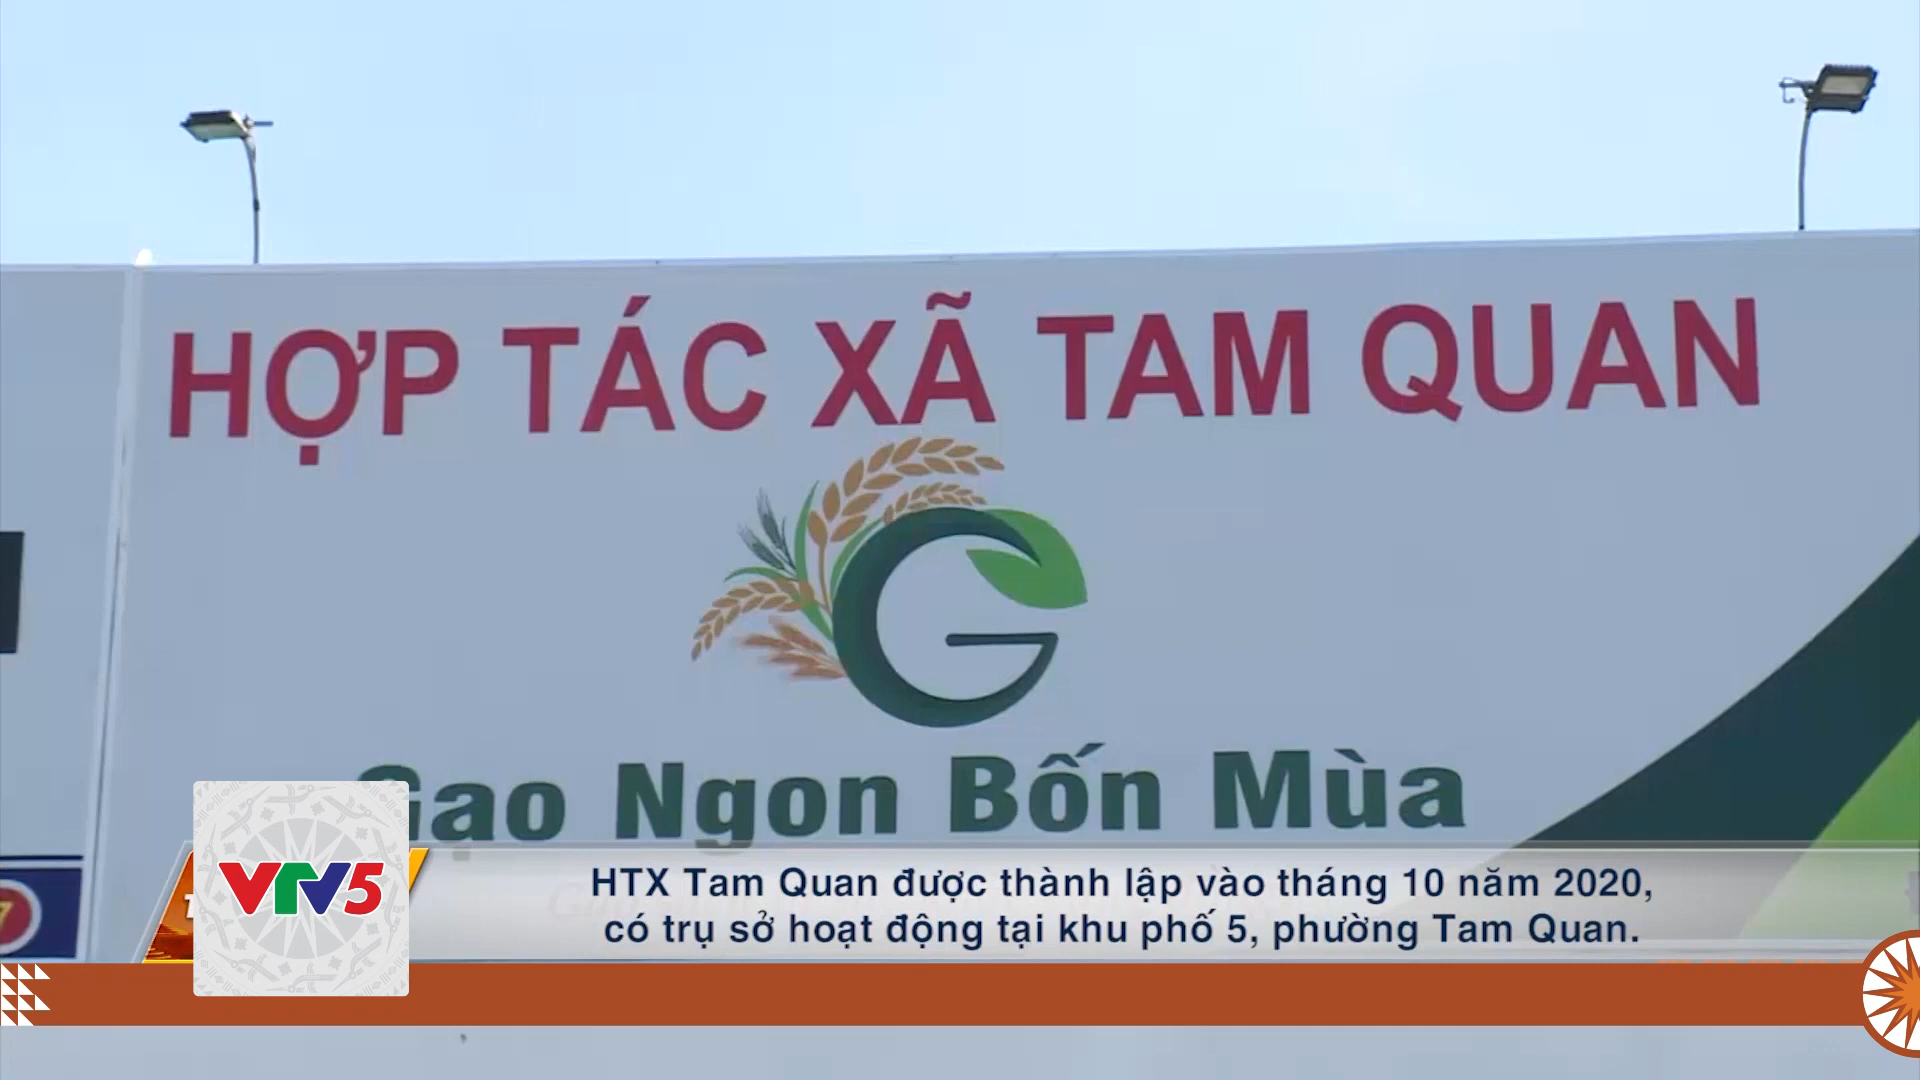 HỢP TÁC XÃ TAM QUAN
G
Gạo Ngon Bốn Mùa
VTV5
HTX Tam Quan được thành lập vào tháng 10 năm 2020,
có trụ sở hoạt động tại khu phố 5, phường Tam Quan.